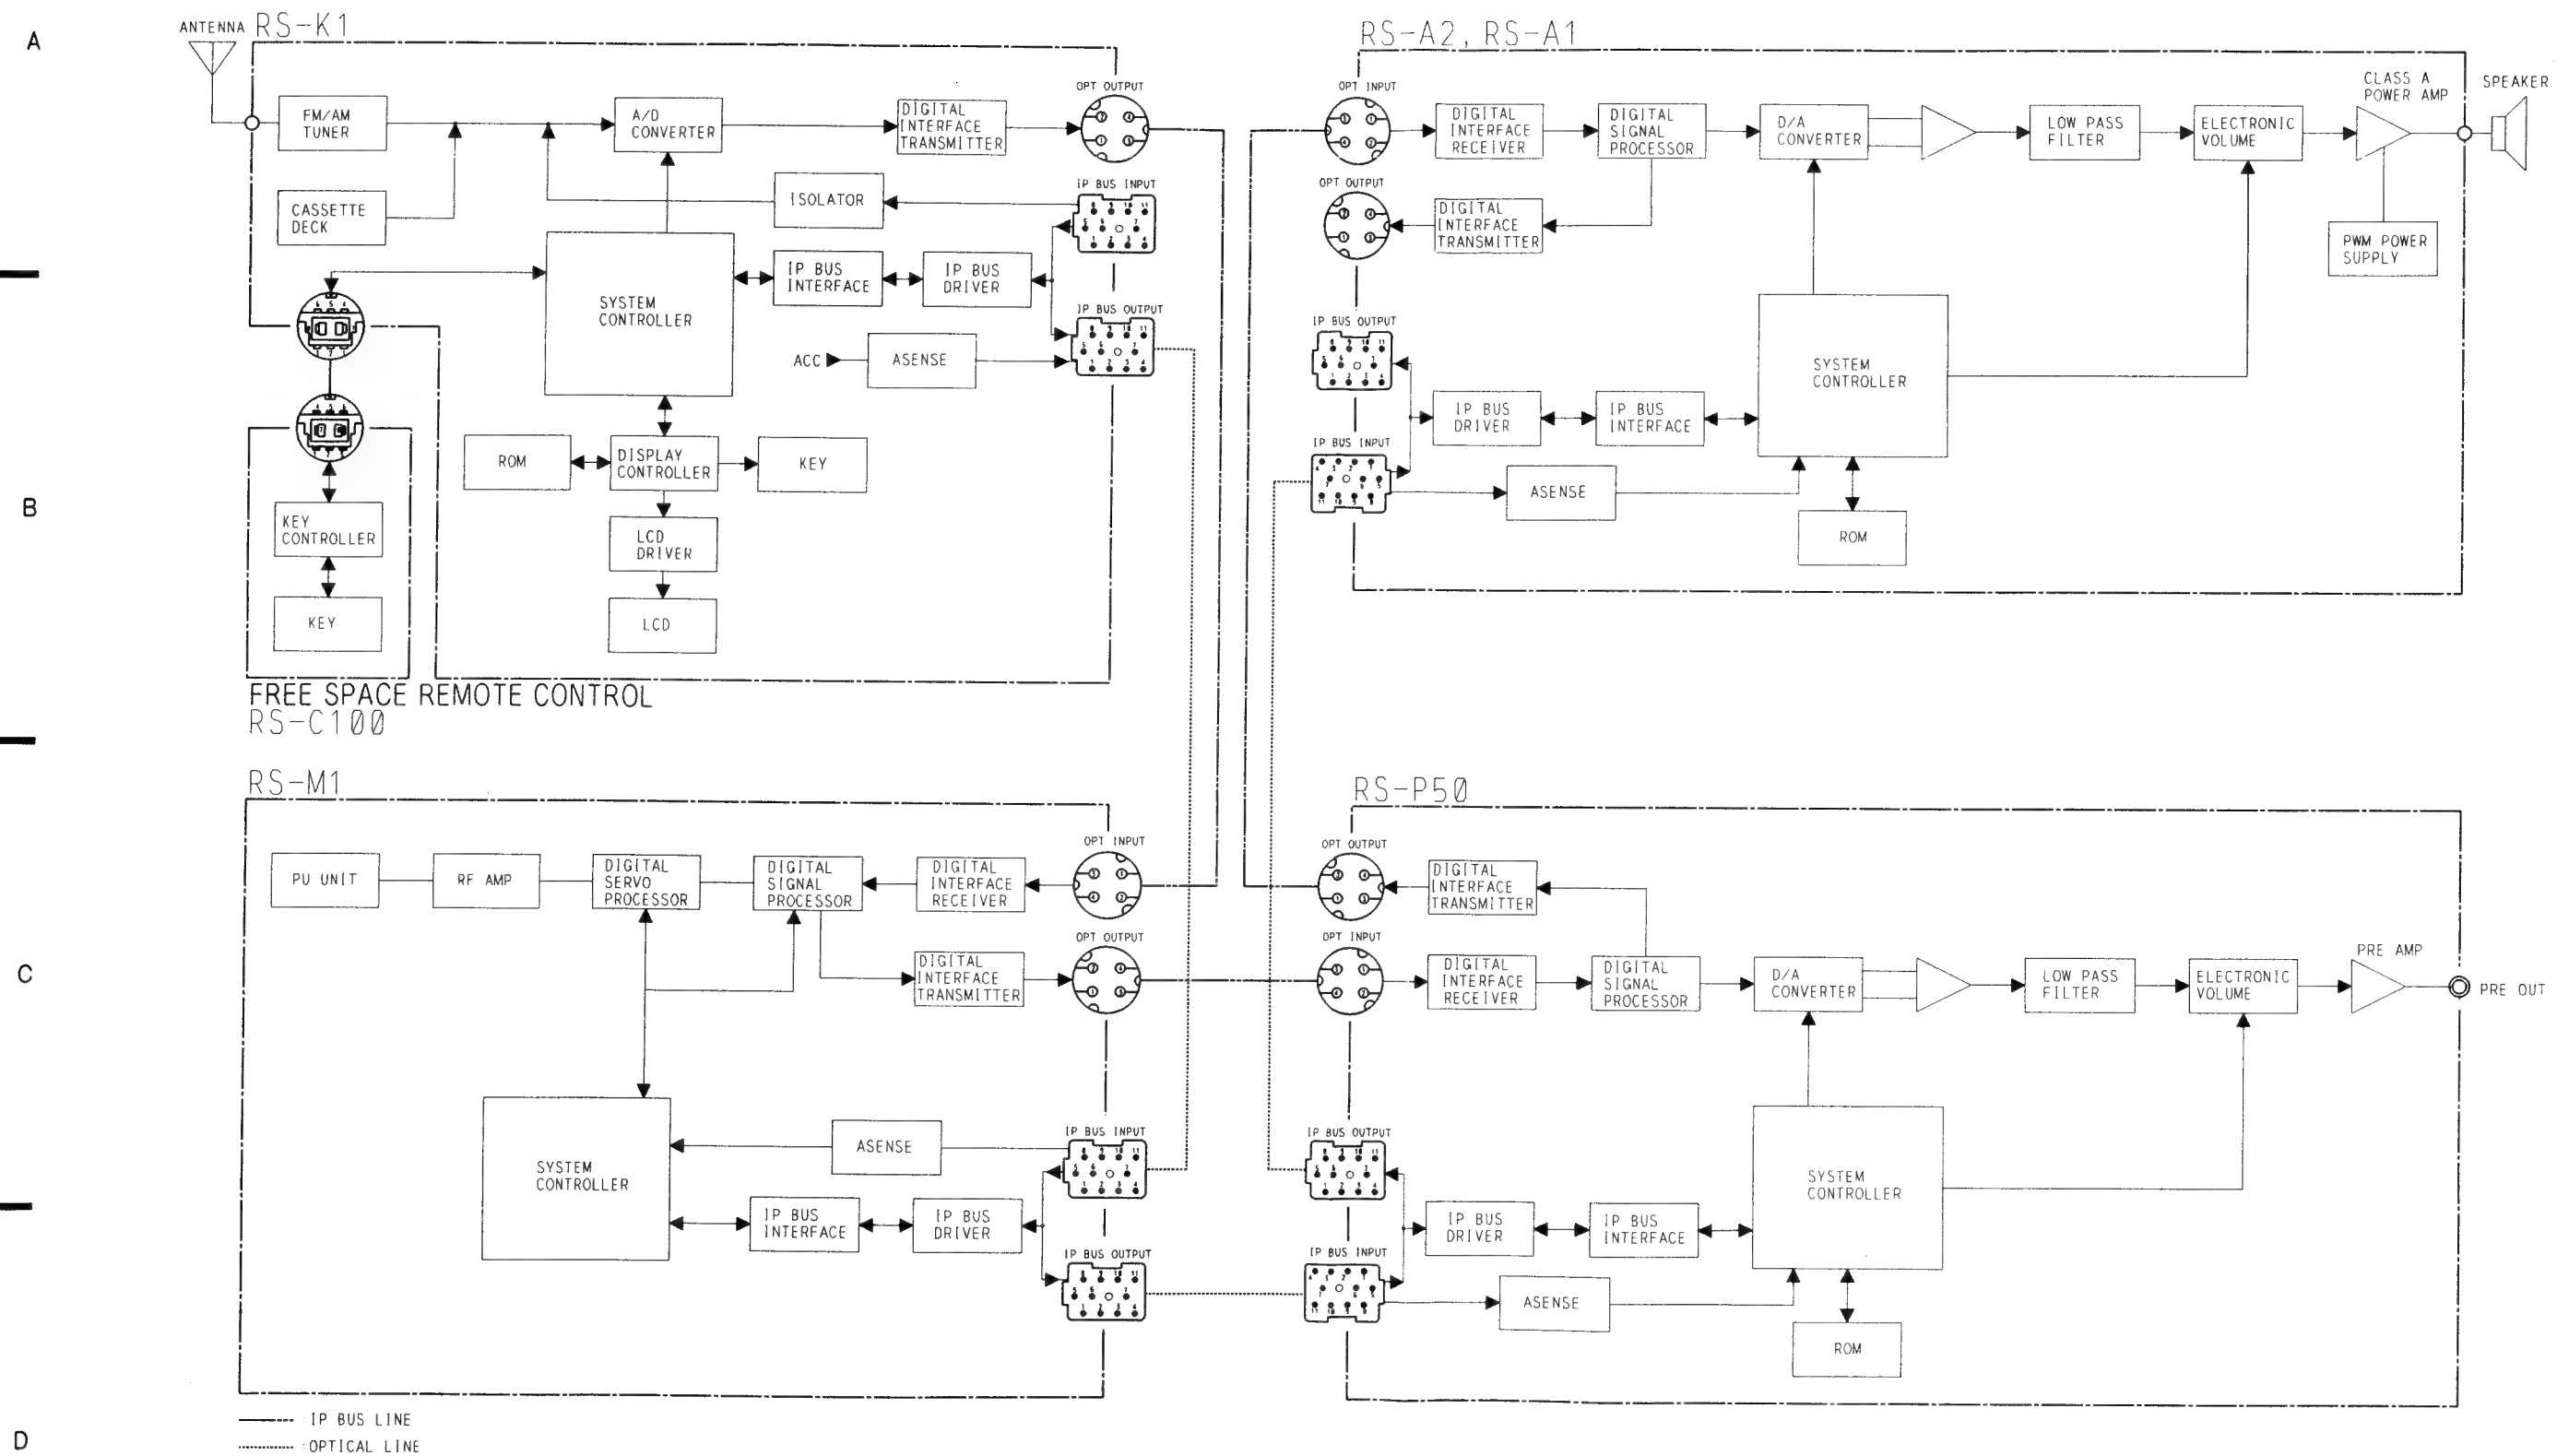 A
ANTENNA
RS-K1
FM/AM
TUNER
A/D
CONVERTER
DIGITAL
INTERFACE
TRANSMITTER
OPT OUTPUT
CASSETTE
DECK
ISOLATOR
IP BUS INPUT
SYSTEM
CONTROLLER
IP BUS
INTERFACE
IP BUS
DRIVER
IP BUS OUTPUT
ACC
ASENSE
ROM
DISPLAY
CONTROLLER
KEY
B
KEY
CONTROLLER
LCD
DRIVER
KEY
LCD
FREE SPACE REMOTE CONTROL
RS-C100
RS-A2, RS-A1
OPT INPUT
DIGITAL
INTERFACE
RECEIVER
DIGITAL
SIGNAL
PROCESSOR
D/A
CONVERTER
LOW PASS
FILTER
ELECTRONIC
VOLUME
CLASS A
POWER AMP
SPEAKER
OPT OUTPUT
DIGITAL
INTERFACE
TRANSMITTER
PWM POWER
SUPPLY
IP BUS OUTPUT
SYSTEM
CONTROLLER
IP BUS
DRIVER
IP BUS
INTERFACE
IP BUS INPUT
ASENSE
ROM
RS-M1
OPT INPUT
PU UNIT
RF AMP
DIGITAL
SERVO
PROCESSOR
DIGITAL
SIGNAL
PROCESSOR
DIGITAL
INTERFACE
RECEIVER
OPT OUTPUT
DIGITAL
INTERFACE
TRANSMITTER
C
IP BUS INPUT
ASENSE
SYSTEM
CONTROLLER
IP BUS
INTERFACE
IP BUS
DRIVER
IP BUS OUTPUT
RS-P50
OPT OUTPUT
DIGITAL
INTERFACE
TRANSMITTER
OPT INPUT
DIGITAL
INTERFACE
RECEIVER
DIGITAL
SIGNAL
PROCESSOR
D/A
CONVERTER
LOW PASS
FILTER
ELECTRONIC
VOLUME
PRE AMP
PRE OUT
IP BUS OUTPUT
SYSTEM
CONTROLLER
IP BUS
DRIVER
IP BUS
INTERFACE
IP BUS INPUT
ASENSE
ROM
IP BUS LINE
D
:OPTICAL LINE